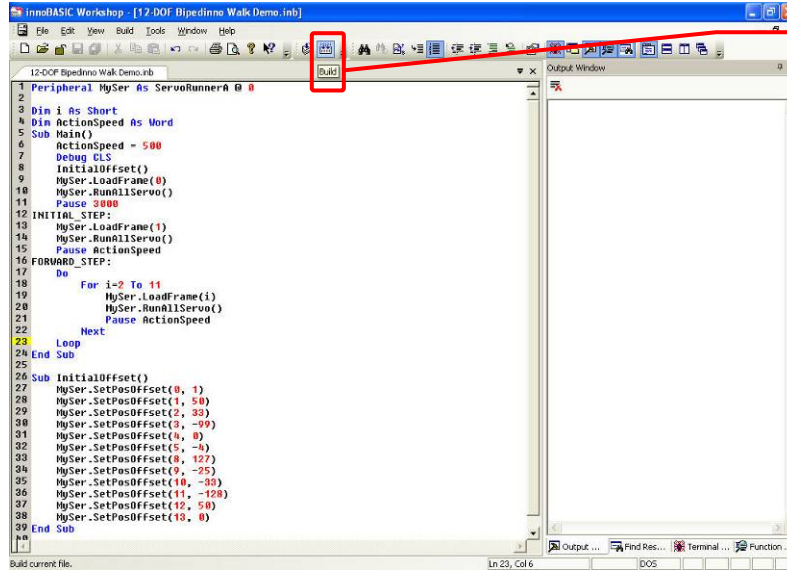 innoBASIC Workshop - [12-DOF Bipedinno Walk Demo.inb]
File Edit View Build Tools Window Help
12-DOF Bipedinno Walk Demo.inb
Build
Output Window
1 Peripheral MySer As ServoRunnerA @ 0
2
3 Dim i As Short
4 Dim ActionSpeed As Word
5 Sub Main()
6 ActionSpeed = 500
7 Debug CLS
8 InitialOffset()
9 MySer.LoadFrame(0)
10 MySer.RunAllServo()
11 Pause 3000
12 INITIAL_STEP:
13 MySer.LoadFrame(1)
14 MySer.RunAllServo()
15 Pause ActionSpeed
16 FORWARD_STEP:
17 Do
18 For i=2 To 11
19 MySer.LoadFrame(i)
20 MySer.RunAllServo()
21 Pause ActionSpeed
22 Next
23 Loop
24 End Sub
25
26 Sub InitialOffset()
27 MySer.SetPosOffset(0, 1)
28 MySer.SetPosOffset(1, 50)
29 MySer.SetPosOffset(2, 33)
30 MySer.SetPosOffset(3, -99)
31 MySer.SetPosOffset(4, 0)
32 MySer.SetPosOffset(5, -4)
33 MySer.SetPosOffset(8, 127)
34 MySer.SetPosOffset(9, -25)
35 MySer.SetPosOffset(10, -33)
36 MySer.SetPosOffset(11, -128)
37 MySer.SetPosOffset(12, 50)
38 MySer.SetPosOffset(13, 0)
39 End Sub
40
Output ... Find Res... Terminal ... Function .
Build current file.
Ln 23, Col 6
DOS